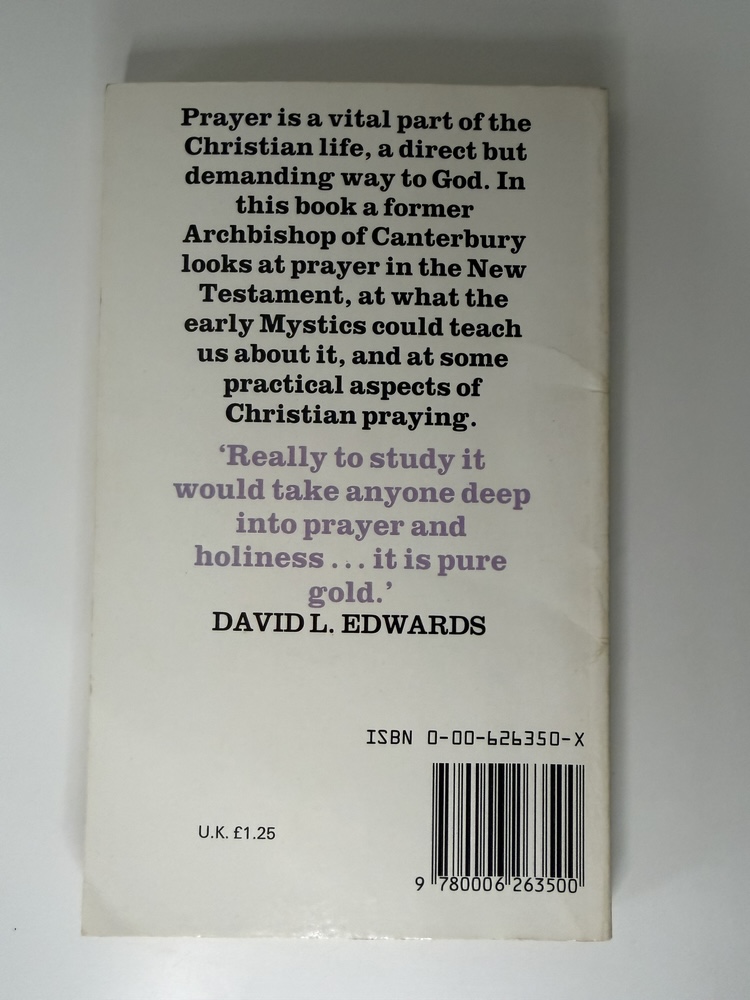 Prayer is a vital part of the
Christian life, a direct but
demanding way to God. In
this book a former
Archbishop of Canterbury
looks at prayer in the New
Testament, at what the
early Mystics could teach
us about it, and at some
practical aspects of
Christian praying.
‘Really to study it
would take anyone deep
into prayer and
holiness ... it is pure
gold.’
DAVID L. EDWARDS
ISBN 0-00-626350-X
U.K. £1.25
9 780006 263500